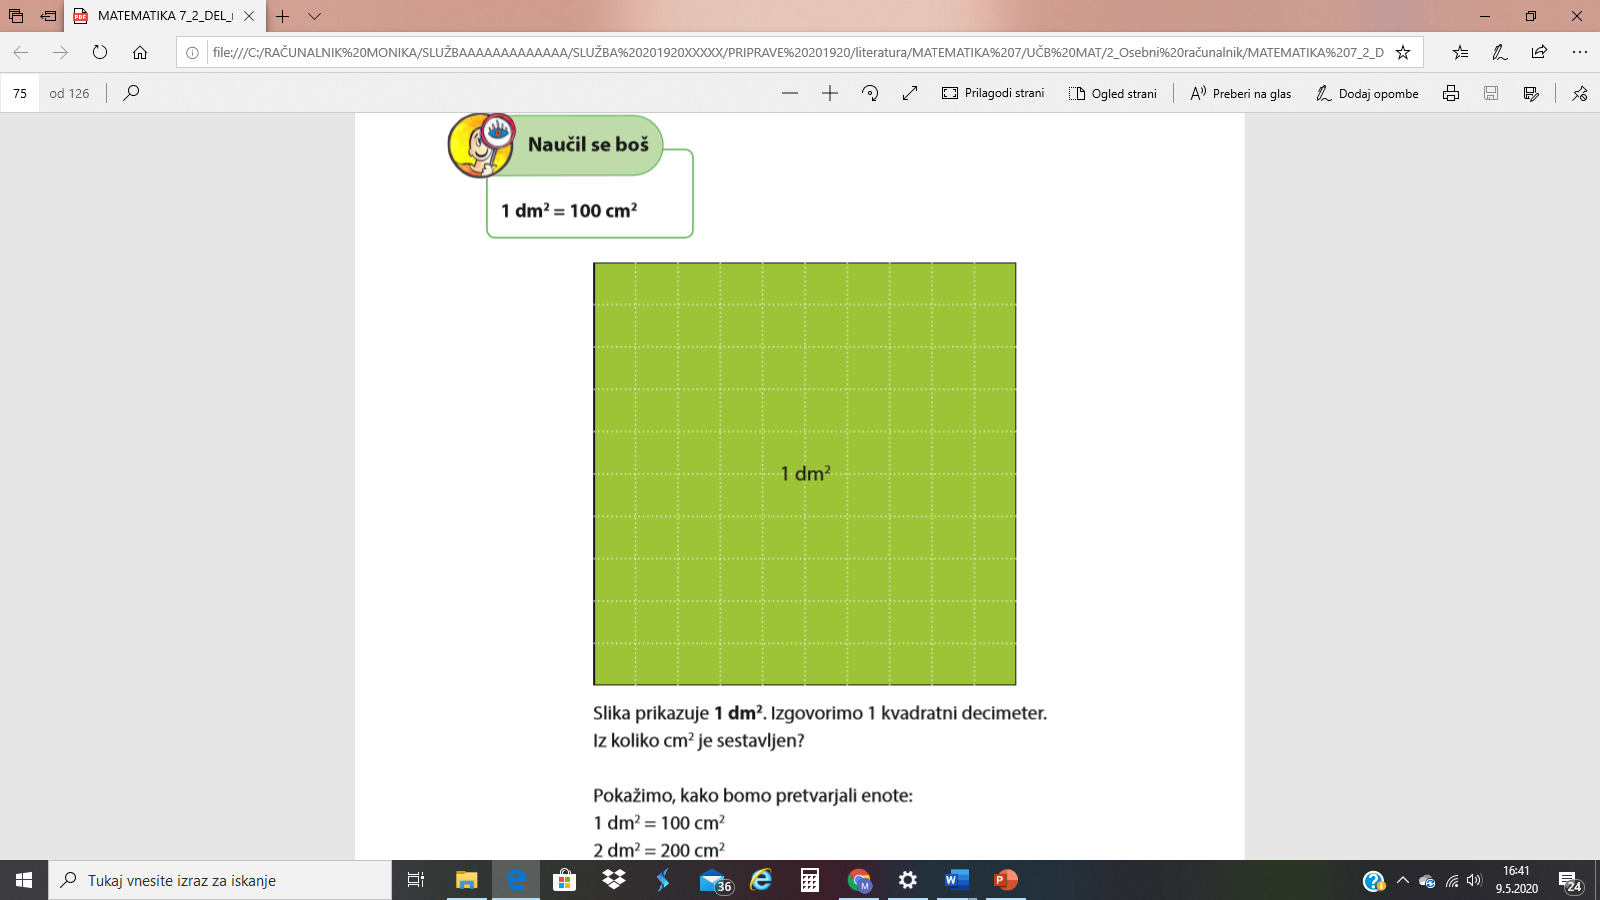 MATEMATIKA 7_2_DEL_
file:///C:/RAČUNALNIK%20MONIKA/SLUŽBAAAAAAAAAAAAA/SLUŽBA%20201920XXXXX/PRIPRAVE%20201920/literatura/MATEMATIKA%207/UČB%20MAT/2_Osebni%20računalnik/MATEMATIKA%207_2_D
75 od 126
Prilagodi strani
Ogled strani
Preberi na glas
Dodaj opombe
Naučil se boš
1 dm² = 100 cm²
1 dm²
Slika prikazuje 1 dm². Izgovorimo 1 kvadratni decimeter.
Iz koliko cm² je sestavljen?
Pokažimo, kako bomo pretvarjali enote:
1 dm² = 100 cm²
2 dm² = 200 cm²
Tukaj vnesite izraz za iskanje
36
16:41
9.5.2020
24